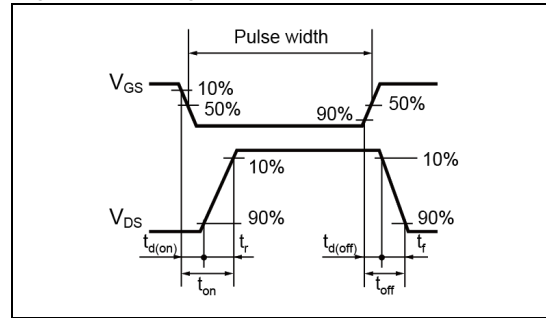 Pulse width
VGS
10%
50%
90%
50%
10%
10%
VDS
90%
90%
td(on)
tr
td(off)
tf
ton
toff